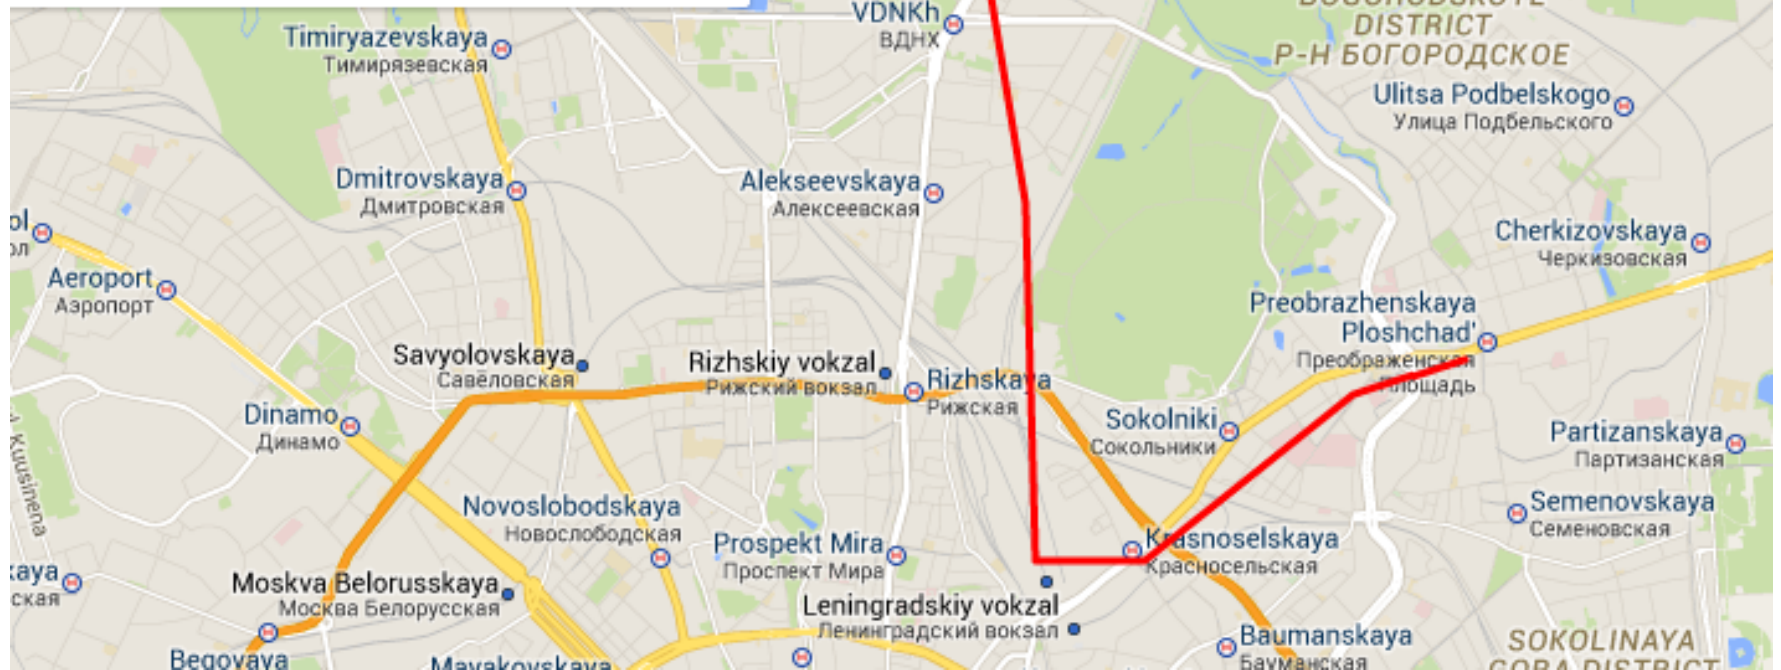 VDNKh
ВДНХ
DISTRICT
Р-Н БОГОРОДСКОЕ
Timiryazevskaya
Тимирязевская
Ulitsa Podbelskogo
Улица Подбельского
Dmitrovskaya
Дмитровская
Alekseevskaya
Алексеевская
Cherkizovskaya
Черкизовская
Aeroport
Аэропорт
Preobrazhenskaya
Ploshchad'
Преображенская
Площадь
Savyolovskaya
Савёловская
Rizhskiy vokzal
Рижский вокзал
Rizhskaya
Рижская
Dinamo
Динамо
Sokolniki
Сокольники
Partizanskaya
Партизанская
Kuusinena
Novoslobodskaya
Новослободская
Semenovskaya
Семеновская
Prospekt Mira
Проспект Мира
Krasnoselskaya
Красносельская
Moskva Belorusskaya
Москва Белорусская
Leningradskiy vokzal
Ленинградский вокзал
Baumanskaya
Бауманская
SOKOLINAYA
Begovaya
Mayakovskaya